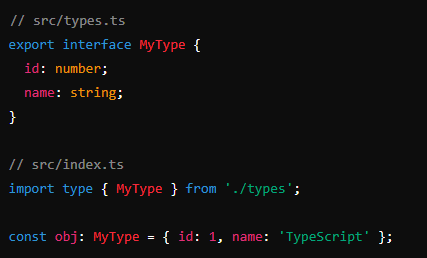 // src/types.ts
export interface MyType {
  id: number;
  name: string;
}

// src/index.ts
import type { MyType } from './types';

const obj: MyType = { id: 1, name: 'TypeScript' };